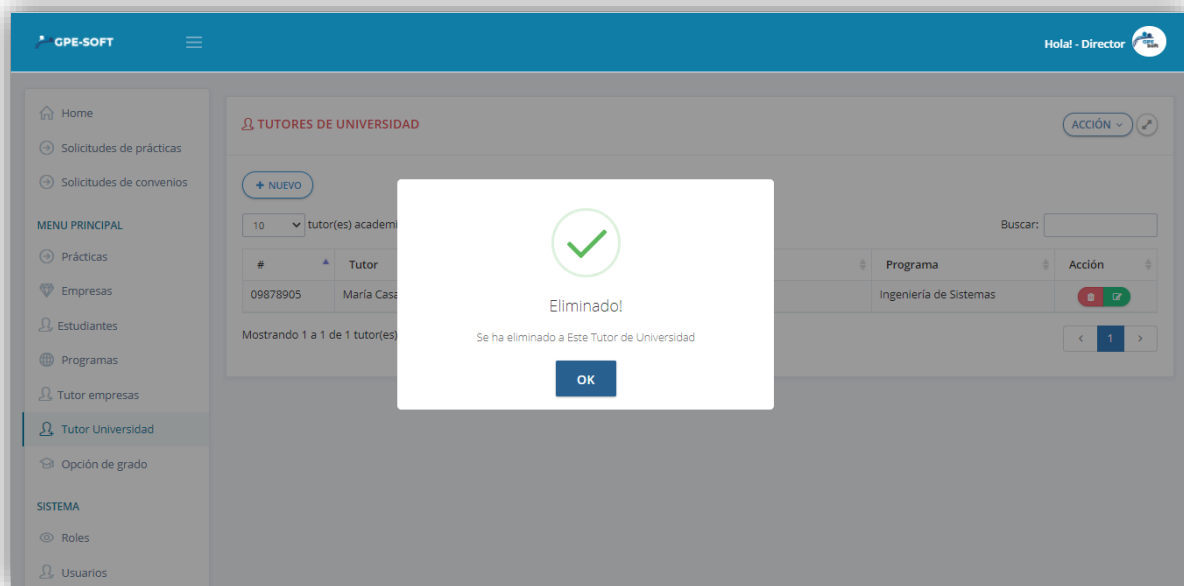 GPE-SOFT
Hola! - Director
Home
Solicitudes de prácticas
Solicitudes de convenios
MENU PRINCIPAL
Prácticas
Empresas
Estudiantes
Programas
Tutor empresas
Tutor Universidad
Opción de grado
SISTEMA
Roles
Usuarios
TUTORES DE UNIVERSIDAD
ACCIÓN
+ NUEVO
10 tutor(es) academi
Buscar:
# Tutor Programa Acción
09878905 María Casa Ingeniería de Sistemas
Mostrando 1 a 1 de 1 tutor(es)
< 1 >
Eliminado!
Se ha eliminado a Este Tutor de Universidad
OK